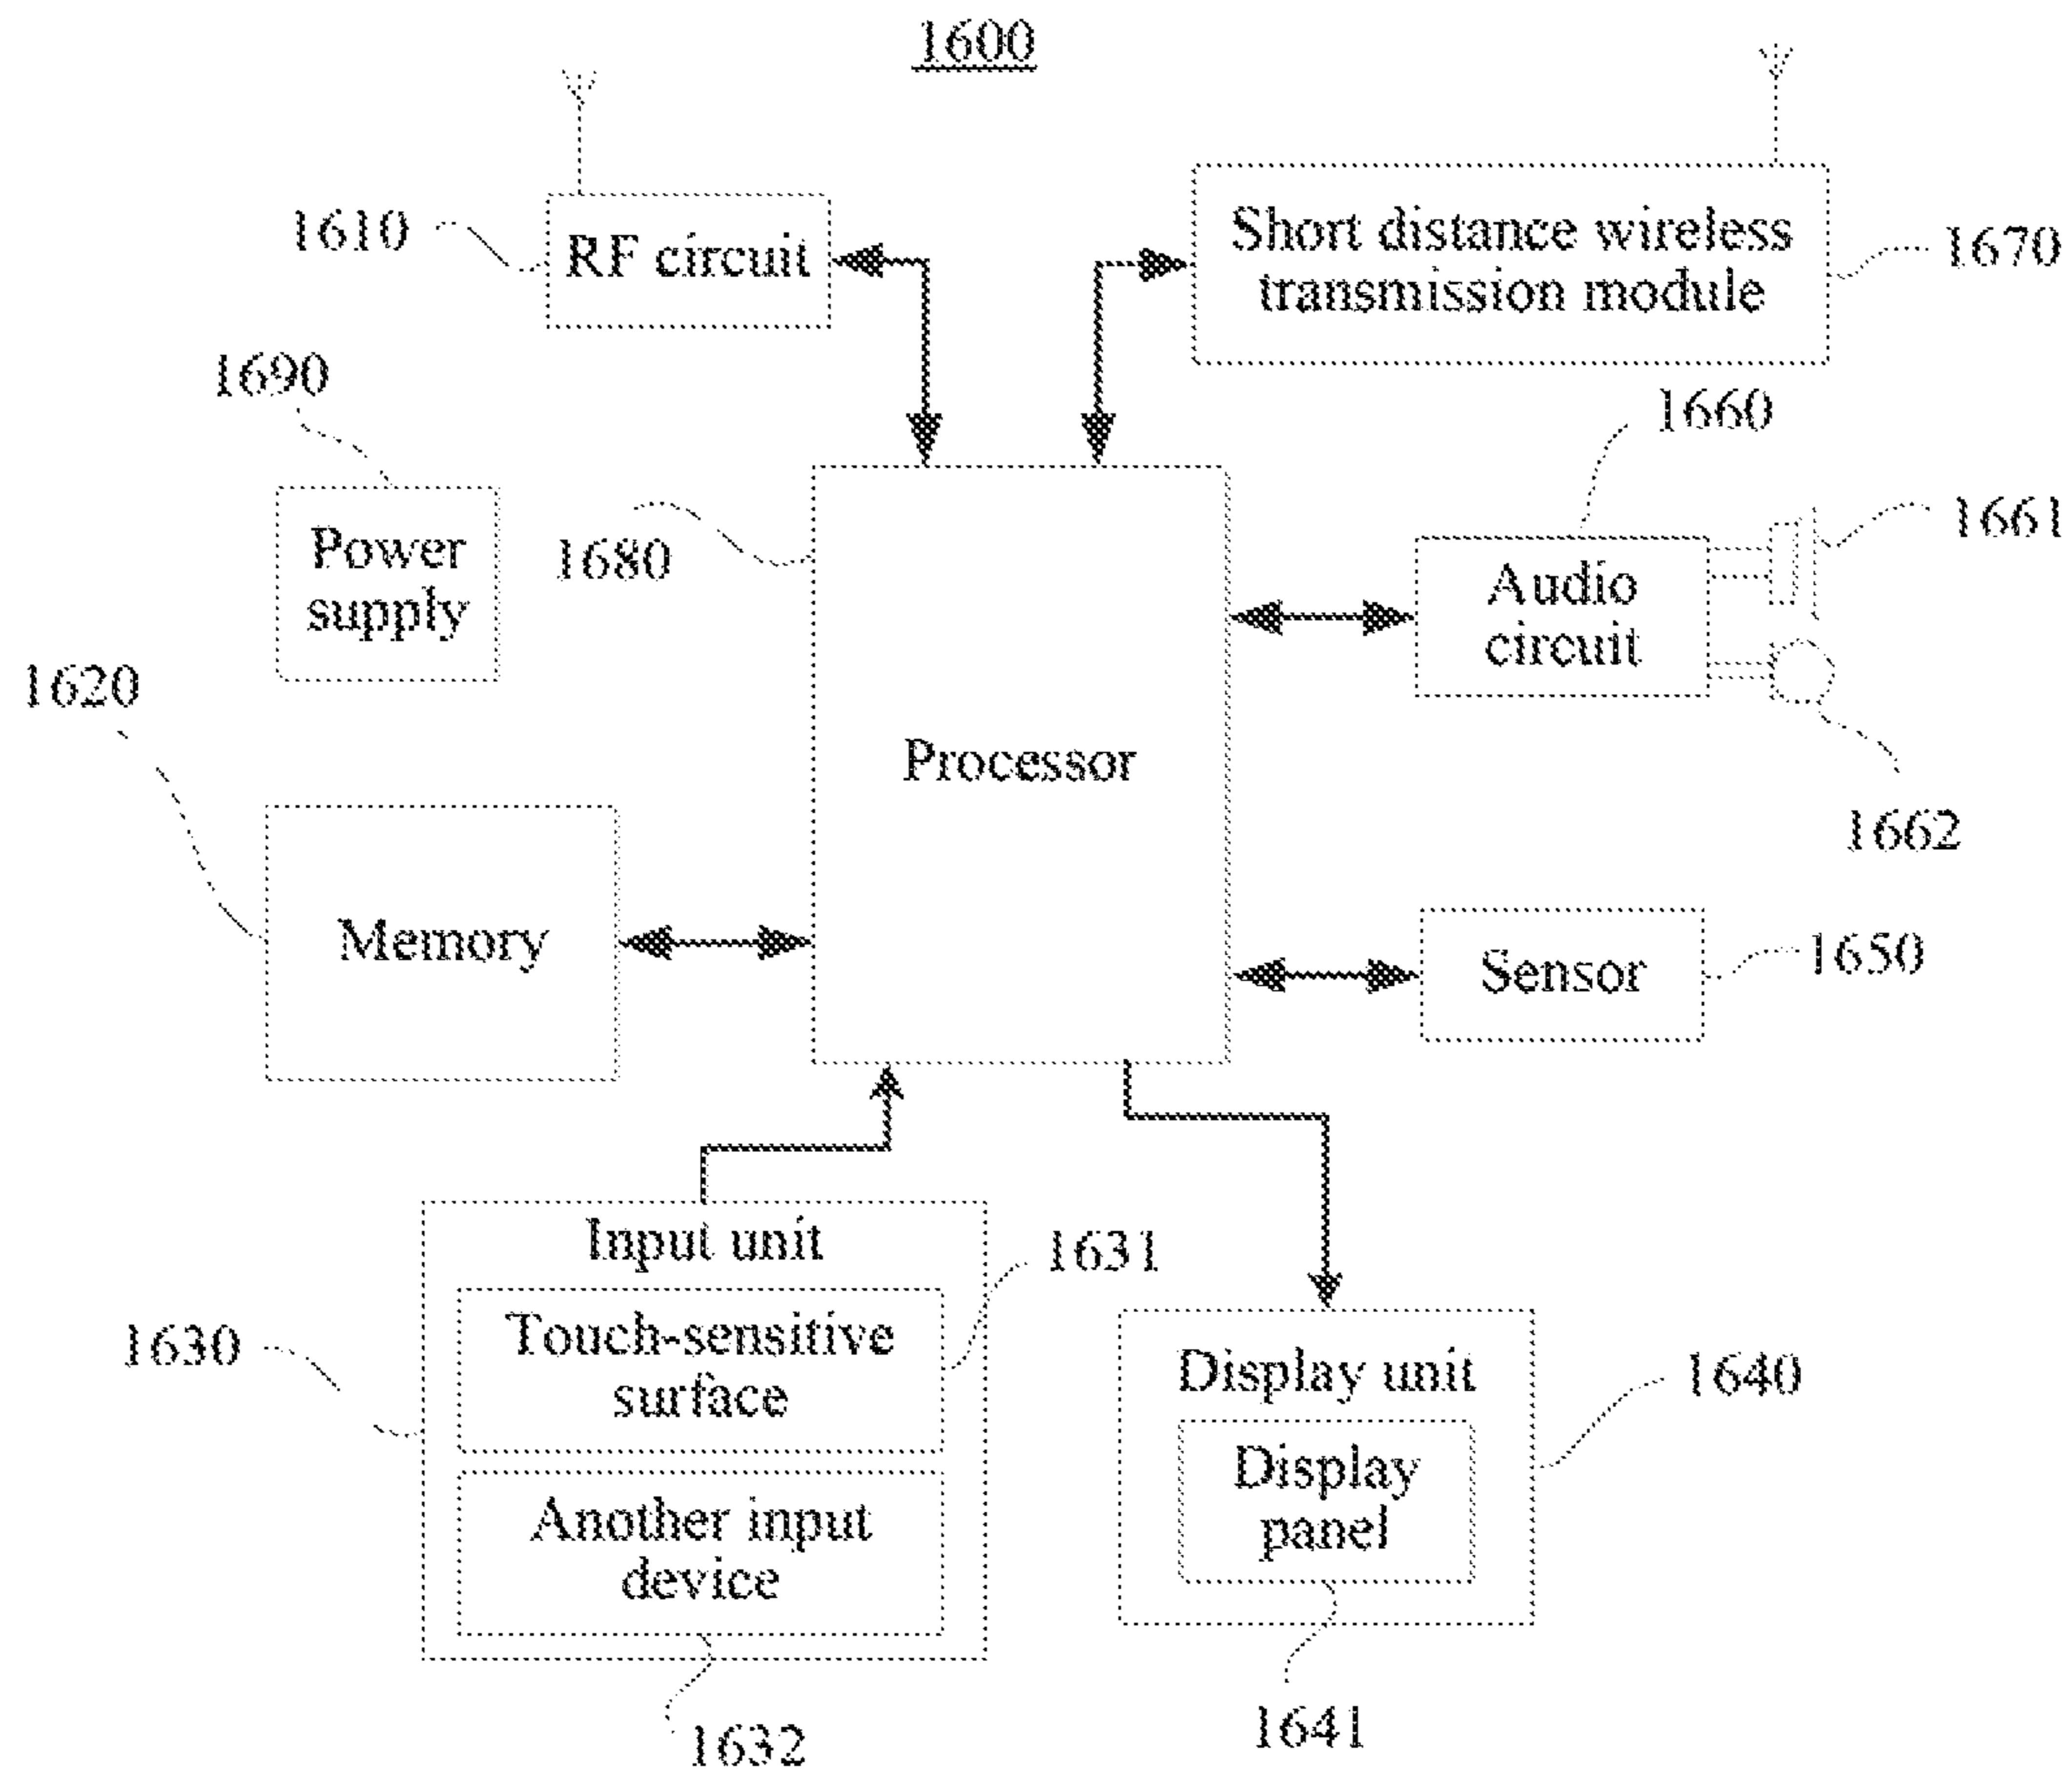 1600
1610
RF circuit
Short distance wireless
transmission module
1670
1690
1660
Power
supply
1680
Audio
circuit
1661
1620
Processor
1662
Memory
Sensor
1650
Input unit
1631
Touch-sensitive
surface
1630
Display unit
1640
Display
panel
Another input
device
1632
1641